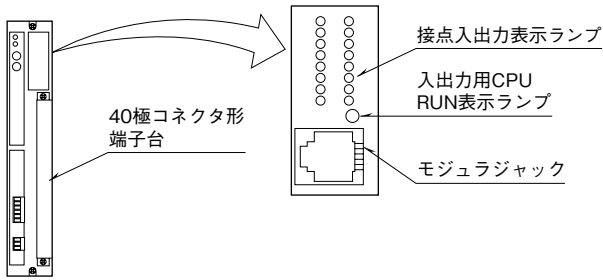 接点入出力表示ランプ
入出力用CPU
RUN表示ランプ
40極コネクタ形
端子台
モジュラジャック